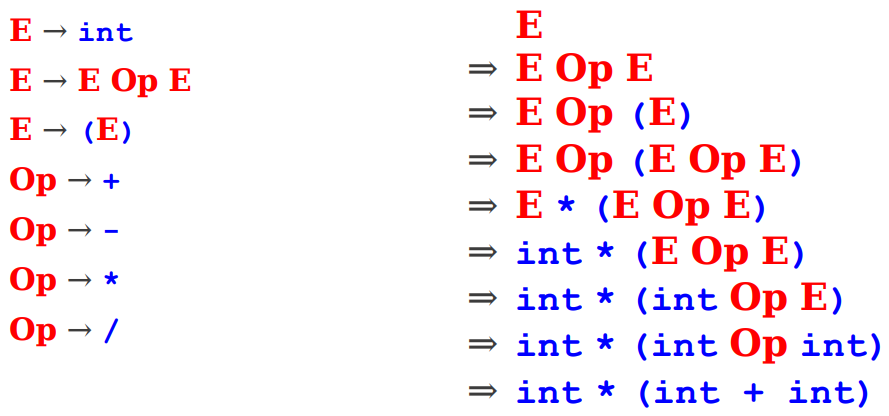 E → int
E → E Op E
E → (E)
Op → +
Op → -
Op → *
Op → /
E
⇒ E Op E
⇒ E Op (E)
⇒ E Op (E Op E)
⇒ E * (E Op E)
⇒ int * (E Op E)
⇒ int * (int Op E)
⇒ int * (int Op int)
⇒ int * (int + int)